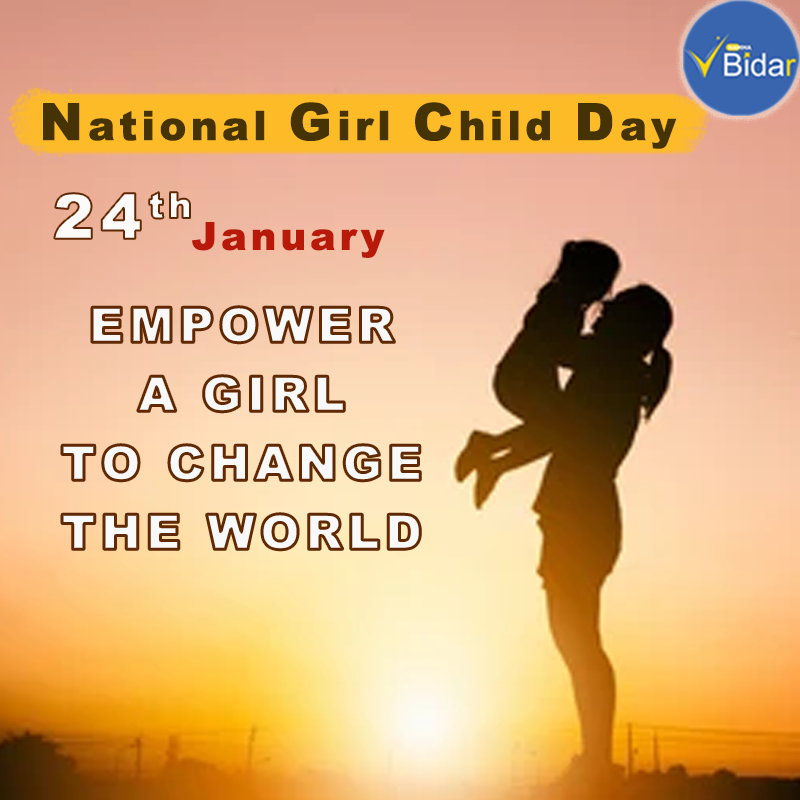 Bidar
National Girl Child Day
24th
January
EMPOWER
A GIRL
TO CHANGE
THE WORLD